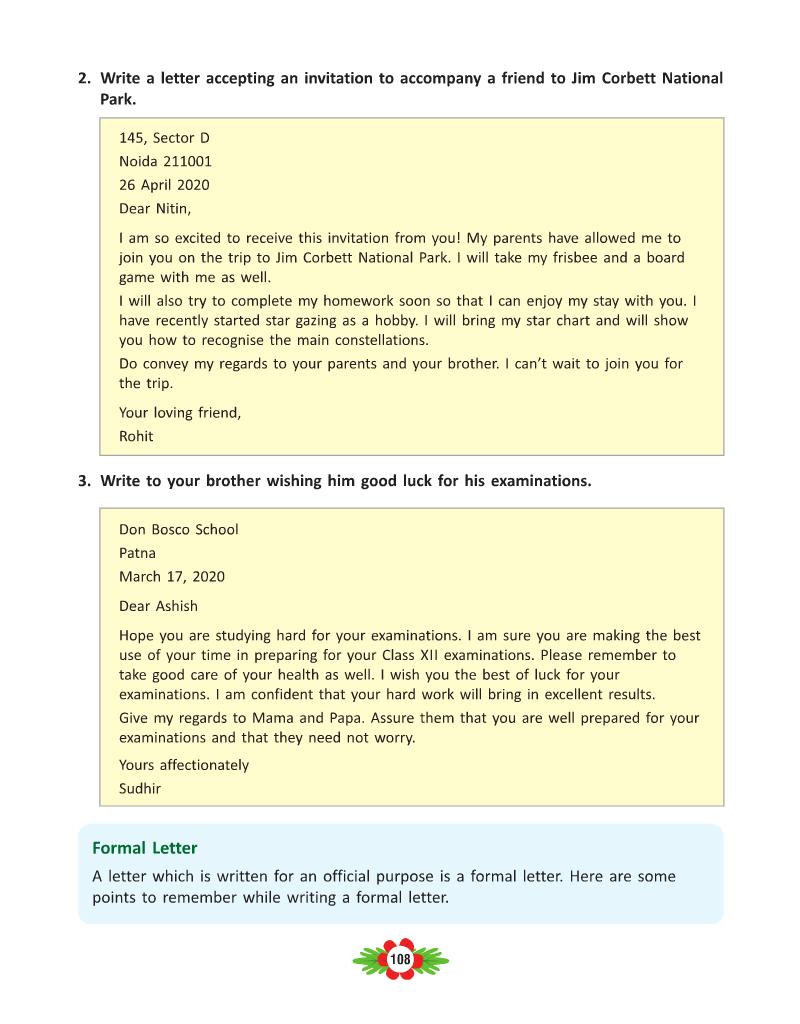 2. Write a letter accepting an invitation to accompany a friend to Jim Corbett National
Park.
145, Sector D
Noida 211001
26 April 2020
Dear Nitin,
I am so excited to receive this invitation from you! My parents have allowed me to
join you on the trip to Jim Corbett National Park. I will take my frisbee and a board
game with me as well.
I will also try to complete my homework soon so that I can enjoy my stay with you. I
have recently started star gazing as a hobby. I will bring my star chart and will show
you how to recognise the main constellations.
Do convey my regards to your parents and your brother. I can’t wait to join you for
the trip.
Your loving friend,
Rohit
3. Write to your brother wishing him good luck for his examinations.
Don Bosco School
Patna
March 17, 2020
Dear Ashish
Hope you are studying hard for your examinations. I am sure you are making the best
use of your time in preparing for your Class XII examinations. Please remember to
take good care of your health as well. I wish you the best of luck for your
examinations. I am confident that your hard work will bring in excellent results.
Give my regards to Mama and Papa. Assure them that you are well prepared for your
examinations and that they need not worry.
Yours affectionately
Sudhir
Formal Letter
A letter which is written for an official purpose is a formal letter. Here are some
points to remember while writing a formal letter.
108